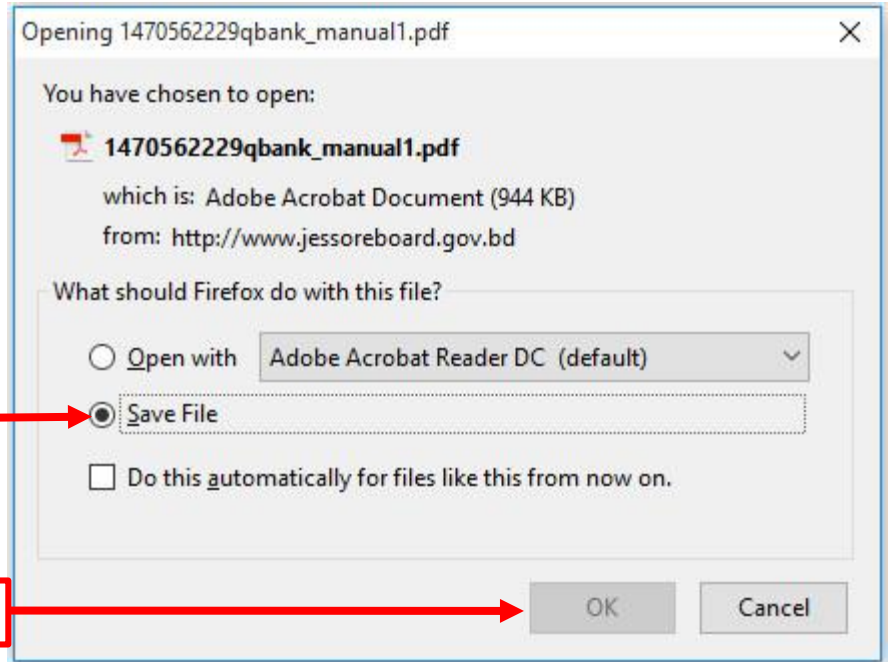 Opening 1470562229qbank_manual1.pdf
You have chosen to open:
1470562229qbank_manual1.pdf
which is: Adobe Acrobat Document (944 KB)
from: http://www.jessoreboard.gov.bd
What should Firefox do with this file?
Open with Adobe Acrobat Reader DC (default)
Save File
Do this automatically for files like this from now on.
OK Cancel